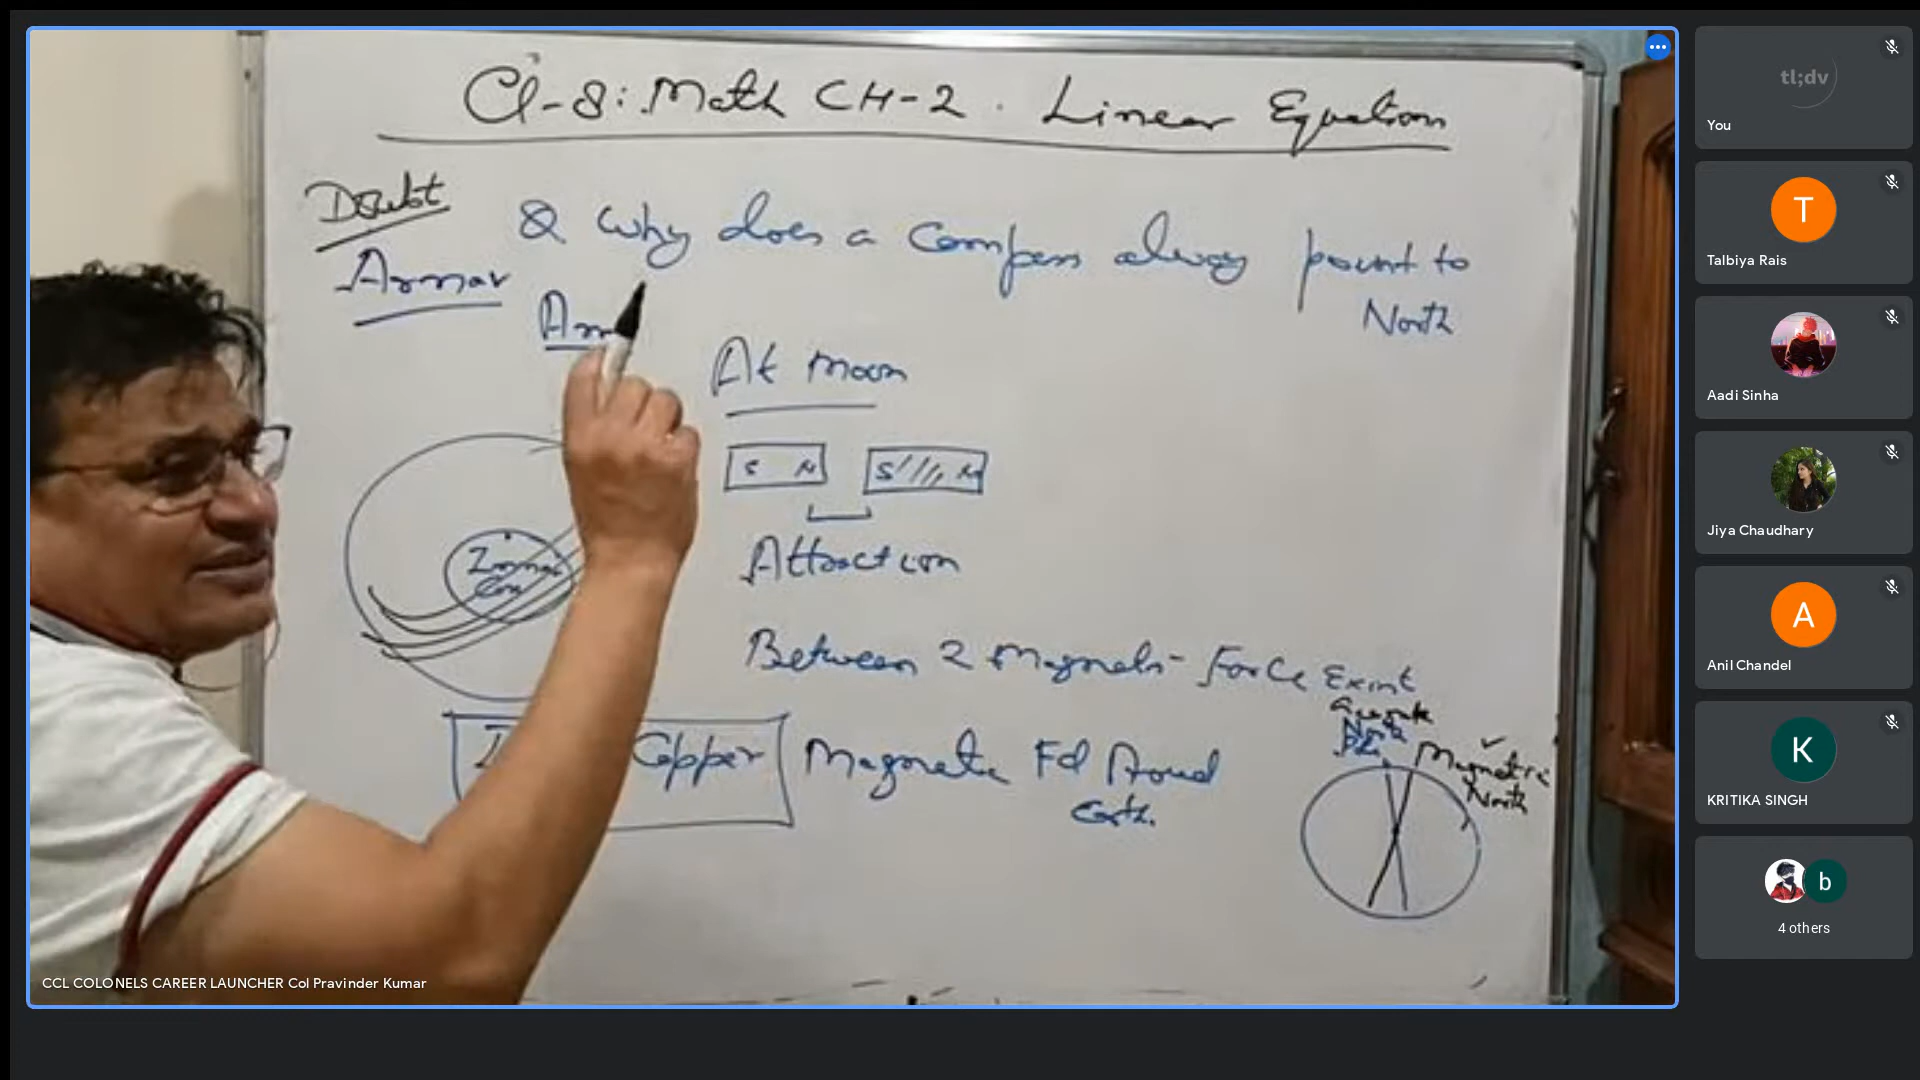 Cl-8: Math CH-2. Linear Equation
Doubt
Q Why does a Compass always point to
North
At Moon
S N S N
Attraction
Between 2 Magnets - Force Exist
North
Magnetic
North
Copper Magnetic Fd Aroud
Earth.
CCL COLONELS CAREER LAUNCHER Col Pravinder Kumar
tl;dv
You
T
Talbiya Rais
Aadi Sinha
Jiya Chaudhary
A
Anil Chandel
K
KRITIKA SINGH
b
4 others